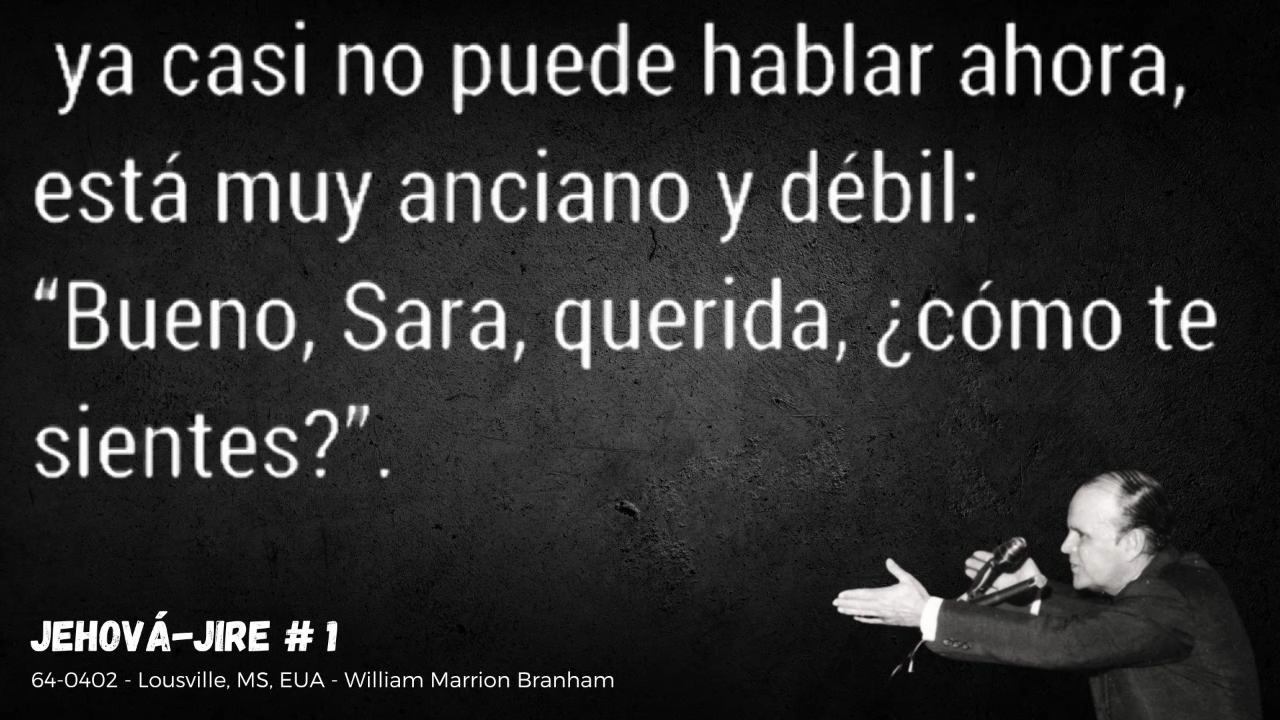 ya casi no puede hablar ahora,
está muy anciano y débil:
“Bueno, Sara, querida, ¿cómo te
sientes?”.
JEHOVÁ-JIRE # 1
64-0402 - Lousville, MS, EUA - William Marrion Branham